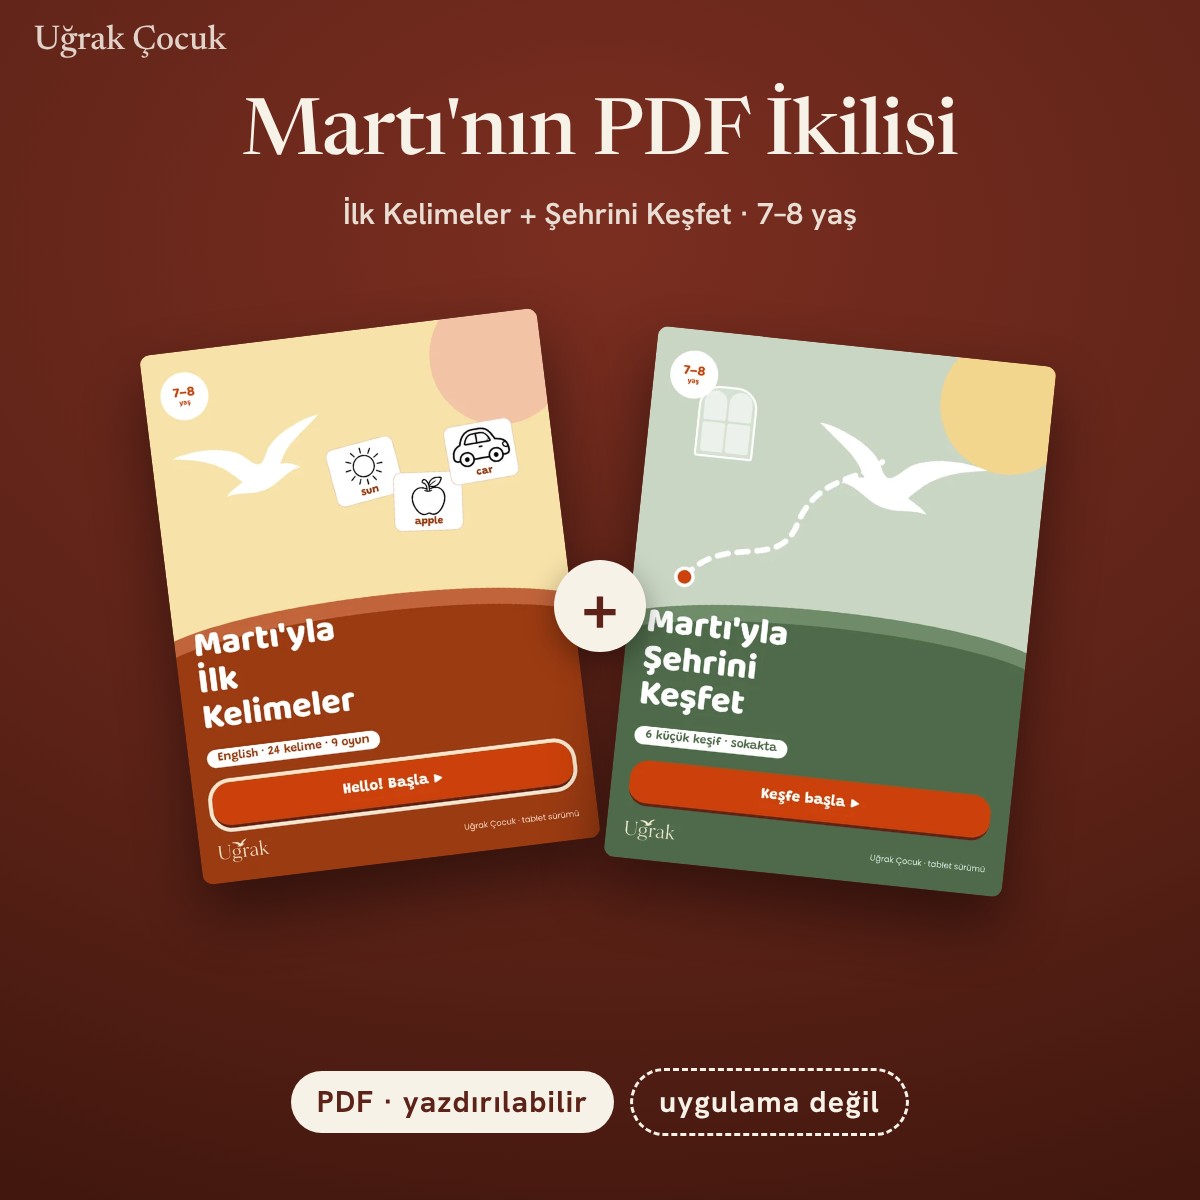 Uğrak Çocuk
Martı'nın PDF İkilisi
İlk Kelimeler + Şehrini Keşfet · 7–8 yaş
7–8
yaş
sun
apple
car
Martı'yla
İlk
Kelimeler
English · 24 kelime · 9 oyun
Hello! Başla ▸
Uğrak
Uğrak Çocuk · tablet sürümü
+
7–8
yaş
Martı'yla
Şehrini
Keşfet
6 küçük keşif · sokakta
Keşfe başla ▸
Uğrak
Uğrak Çocuk · tablet sürümü
PDF · yazdırılabilir
uygulama değil